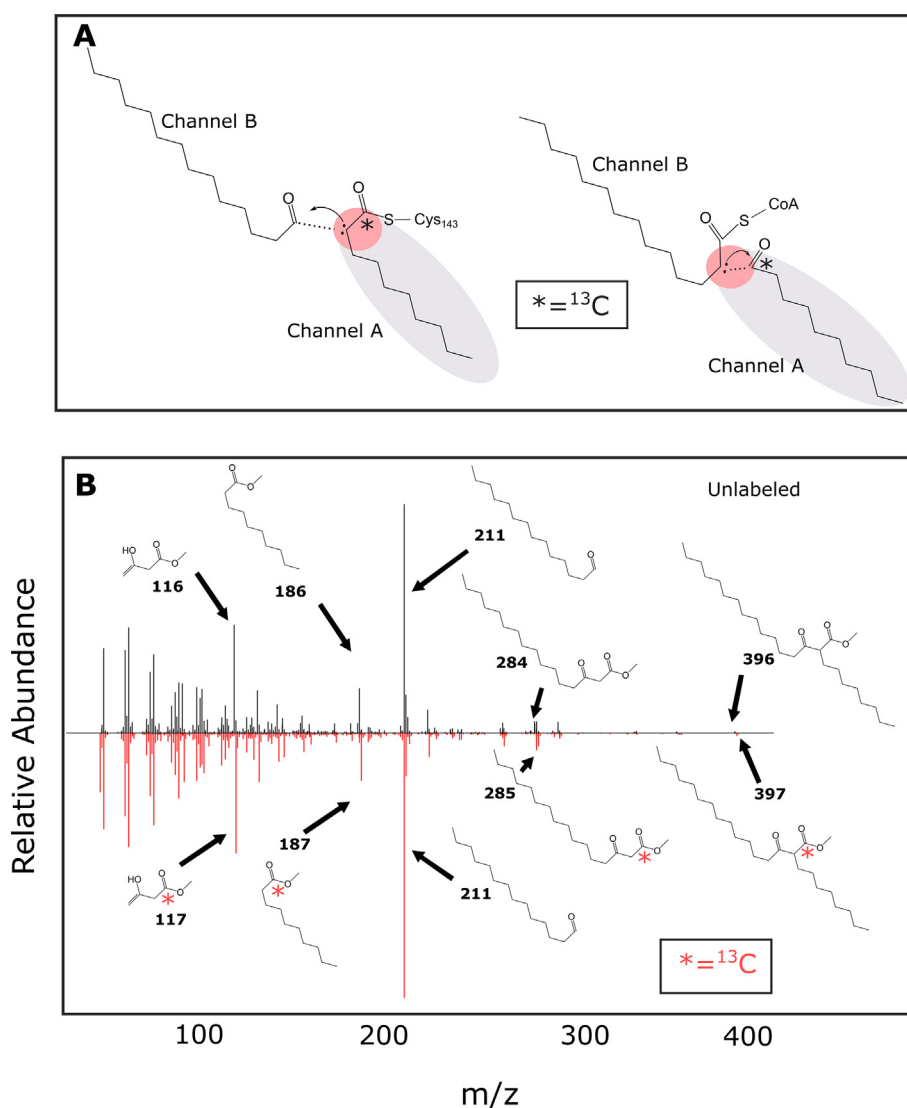 A
Channel B
O
O
S
Cys143
*
Channel A
Channel B
CoA
S
O
O
*
*=13C
Channel A
B
Unlabeled
O
O
HO
O
O
116
186
211
O
284
O
O
O
396
O
O
O
Relative Abundance
285
397
187
211
HO
O
O
*
117
O
O
*
O
O
O
*
O
O
O
*
O
*=13C
100
200
300
400
m/z